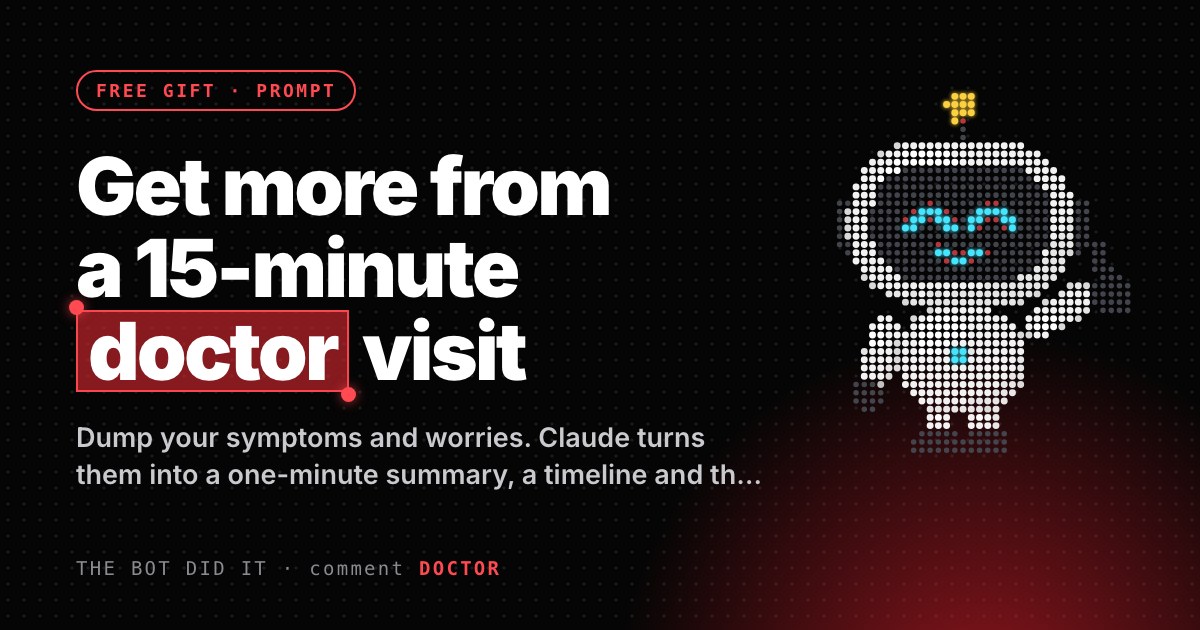 FREE GIFT · PROMPT
Get more from
a 15-minute
doctor visit
Dump your symptoms and worries. Claude turns
them into a one-minute summary, a timeline and th...
THE BOT DID IT · comment DOCTOR